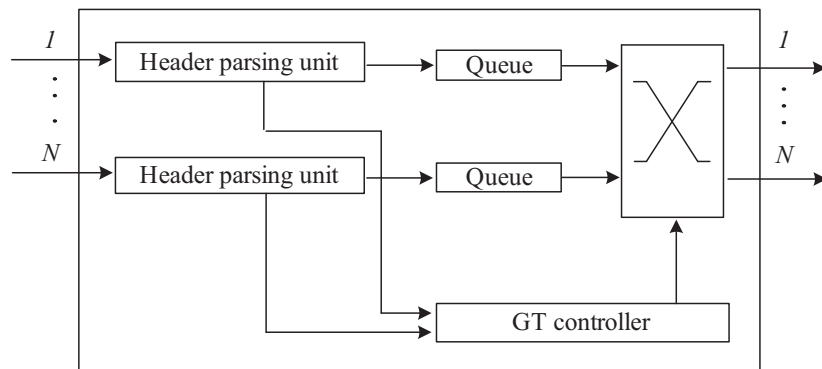 1
Header parsing unit
Queue
1
N
Header parsing unit
Queue
N
GT controller